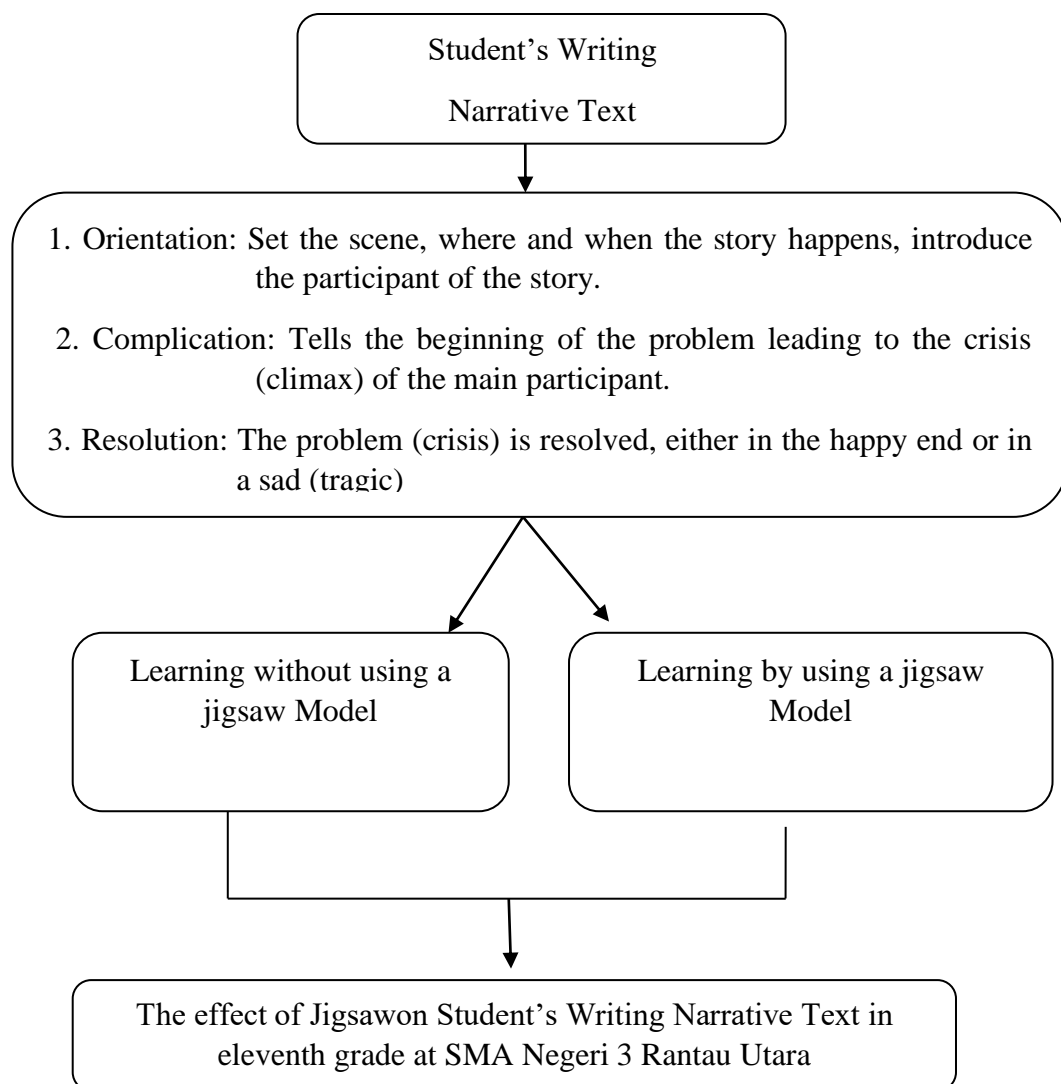 Student’s Writing
Narrative Text
1. Orientation: Set the scene, where and when the story happens, introduce
the participant of the story.
2. Complication: Tells the beginning of the problem leading to the crisis
(climax) of the main participant.
3. Resolution: The problem (crisis) is resolved, either in the happy end or in
a sad (tragic)
Learning without using a
jigsaw Model
Learning by using a jigsaw
Model
The effect of Jigsawon Student’s Writing Narrative Text in
eleventh grade at SMA Negeri 3 Rantau Utara